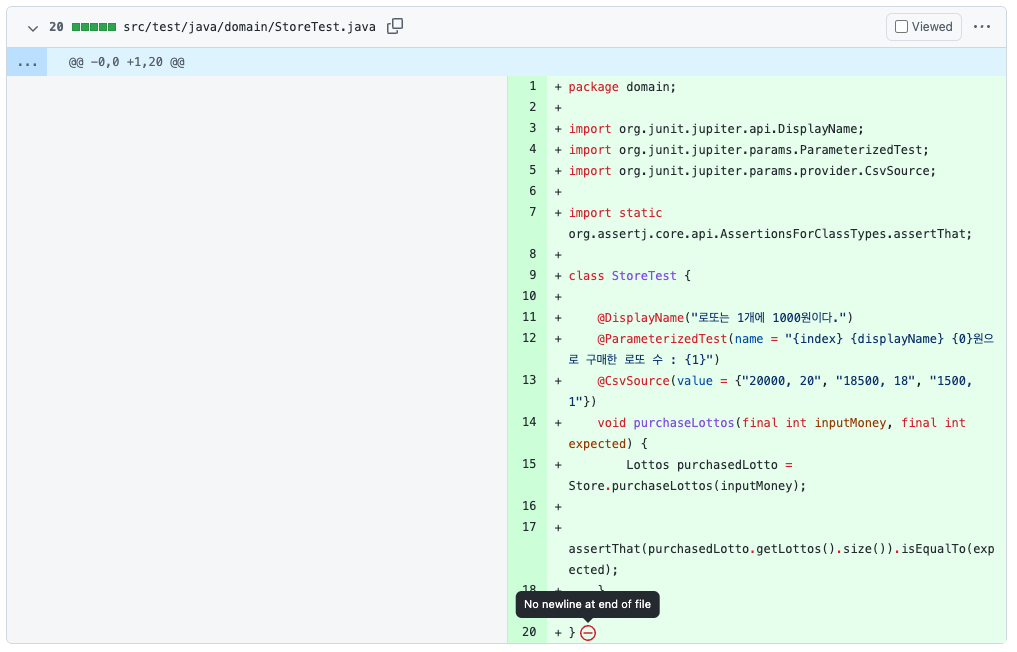 20 src/test/java/domain/StoreTest.java Viewed ...
... @@ -0,0 +1,20 @@
1 + package domain;
2 +
3 + import org.junit.jupiter.api.DisplayName;
4 + import org.junit.jupiter.params.ParameterizedTest;
5 + import org.junit.jupiter.params.provider.CsvSource;
6 +
7 + import static
org.assertj.core.api.AssertionsForClassTypes.assertThat;
8 +
9 + class StoreTest {
10 +
11 + @DisplayName("로또는 1개에 1000원이다.")
12 + @ParameterizedTest(name = "{index} {displayName} {0}원으
로 구매한 로또 수 : {1}")
13 + @CsvSource(value = {"20000, 20", "18500, 18", "1500,
1"})
14 + void purchaseLottos(final int inputMoney, final int
expected) {
15 + Lottos purchasedLotto =
Store.purchaseLottos(inputMoney);
16 +
17 +
assertThat(purchasedLotto.getLottos().size()).isEqualTo(exp
ected);
18 + }
No newline at end of file
20 + }